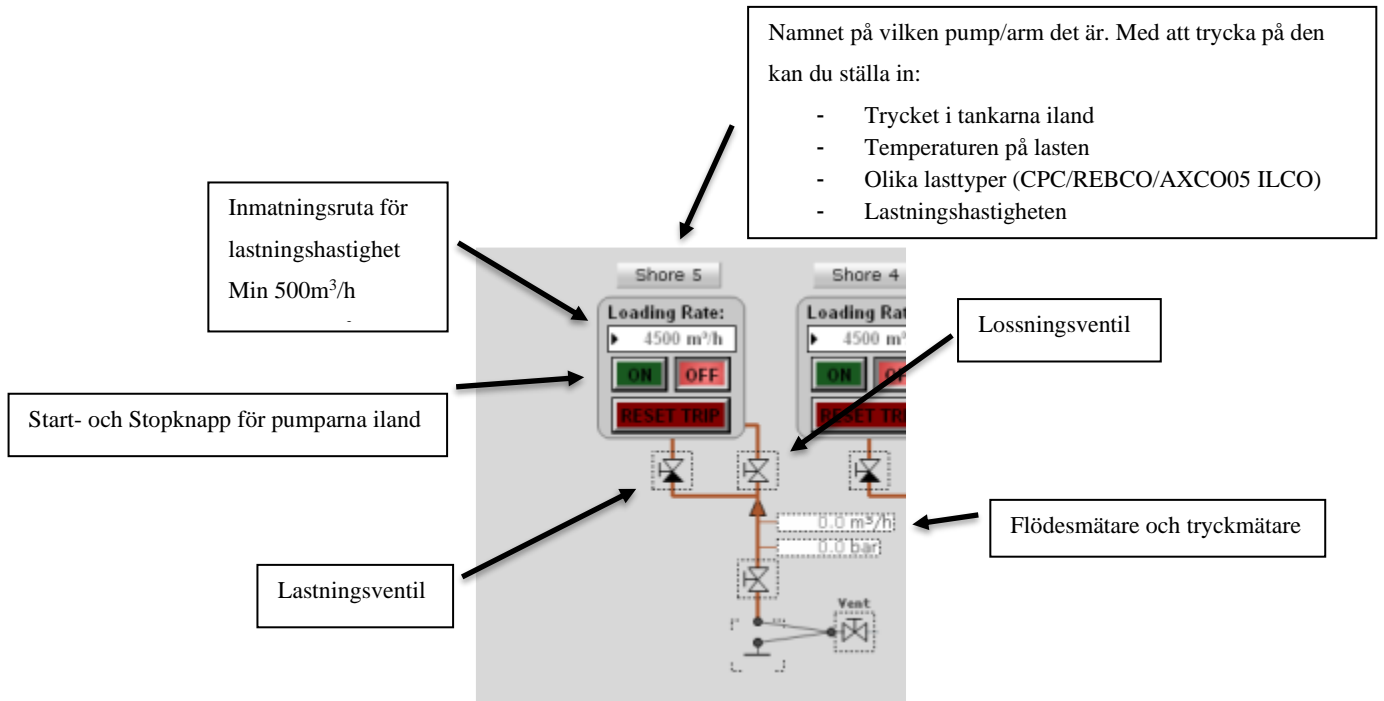 Namnet på vilken pump/arm det är. Med att trycka på den
kan du ställa in:
- Trycket i tankarna iland
- Temperaturen på lasten
- Olika lasttyper (CPC/REBCO/AXCO05 ILCO)
- Lastningshastigheten
Inmatningsruta för
lastningshastighet
Min 500m³/h
Shore 5
Shore 4
Loading Rate:
4500 m³/h
ON OFF
RESET TRIP
Loading Rat
4500 m³
ON OF
RESET TRI
Lossningsventil
Start- och Stopknapp för pumparna iland
0.0 m³/h
0.0 bar
Flödesmätare och tryckmätare
Lastningsventil
Vent